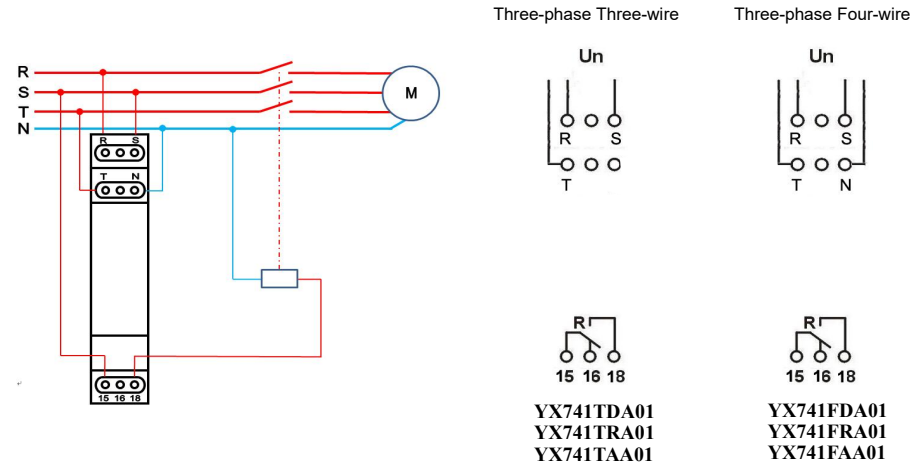 Three-phase Three-wire
Three-phase Four-wire
Un
Un
R
S
T
N
M
R S
T N
R S
T
R S
T N
R
15 16 18
R
15 16 18
15 16 18
YX741TDA01
YX741TRA01
YX741TAA01
YX741FDA01
YX741FRA01
YX741FAA01